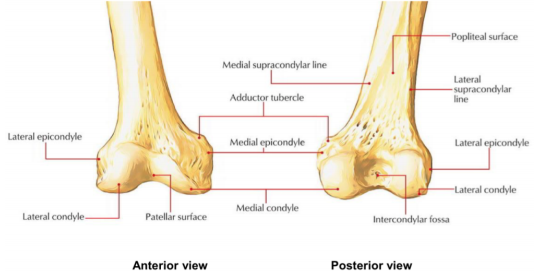 Popliteal surface
Medial supracondylar line
Lateral
supracondylar
line
Adductor tubercle
Lateral epicondyle
Medial epicondyle
Lateral epicondyle
Lateral condyle
Medial condyle
Lateral condyle
Patellar surface
Intercondylar fossa
Anterior view
Posterior view